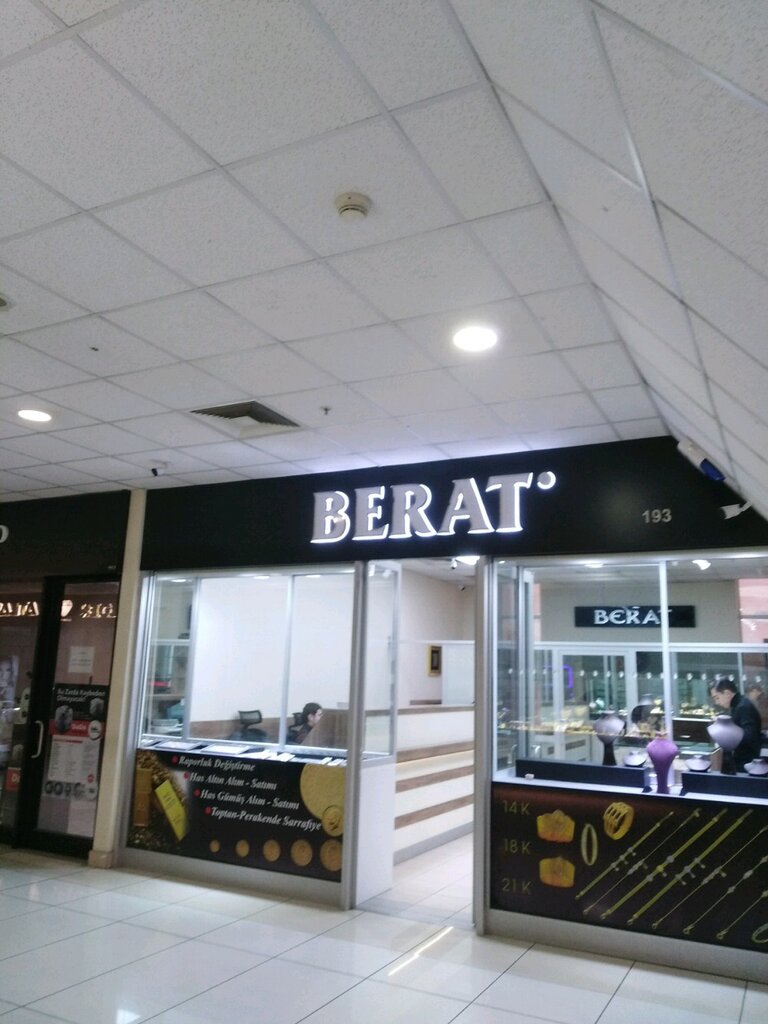 BERAT
193
BERAT
Raporluk Değiştirme
Has Altın Alım - Satımı
Has Gümüş Alım - Satımı
Toptan-Perakende Sarrafiye
14 K
18 K
21 K